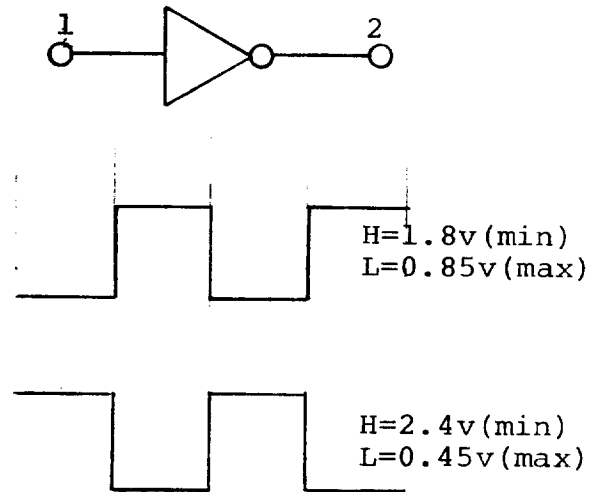 1
2
H=1.8v(min)
L=0.85v(max)
H=2.4v(min)
L=0.45v(max)